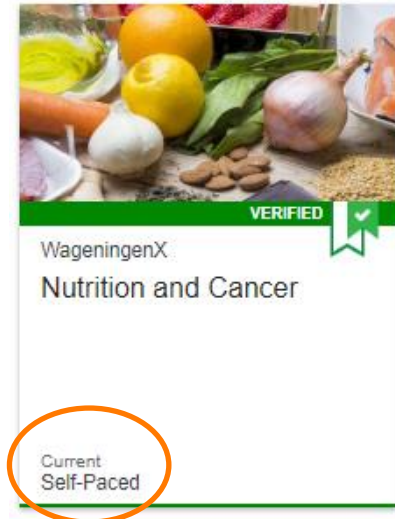 VERIFIED
WageningenX
Nutrition and Cancer
Current
Self-Paced